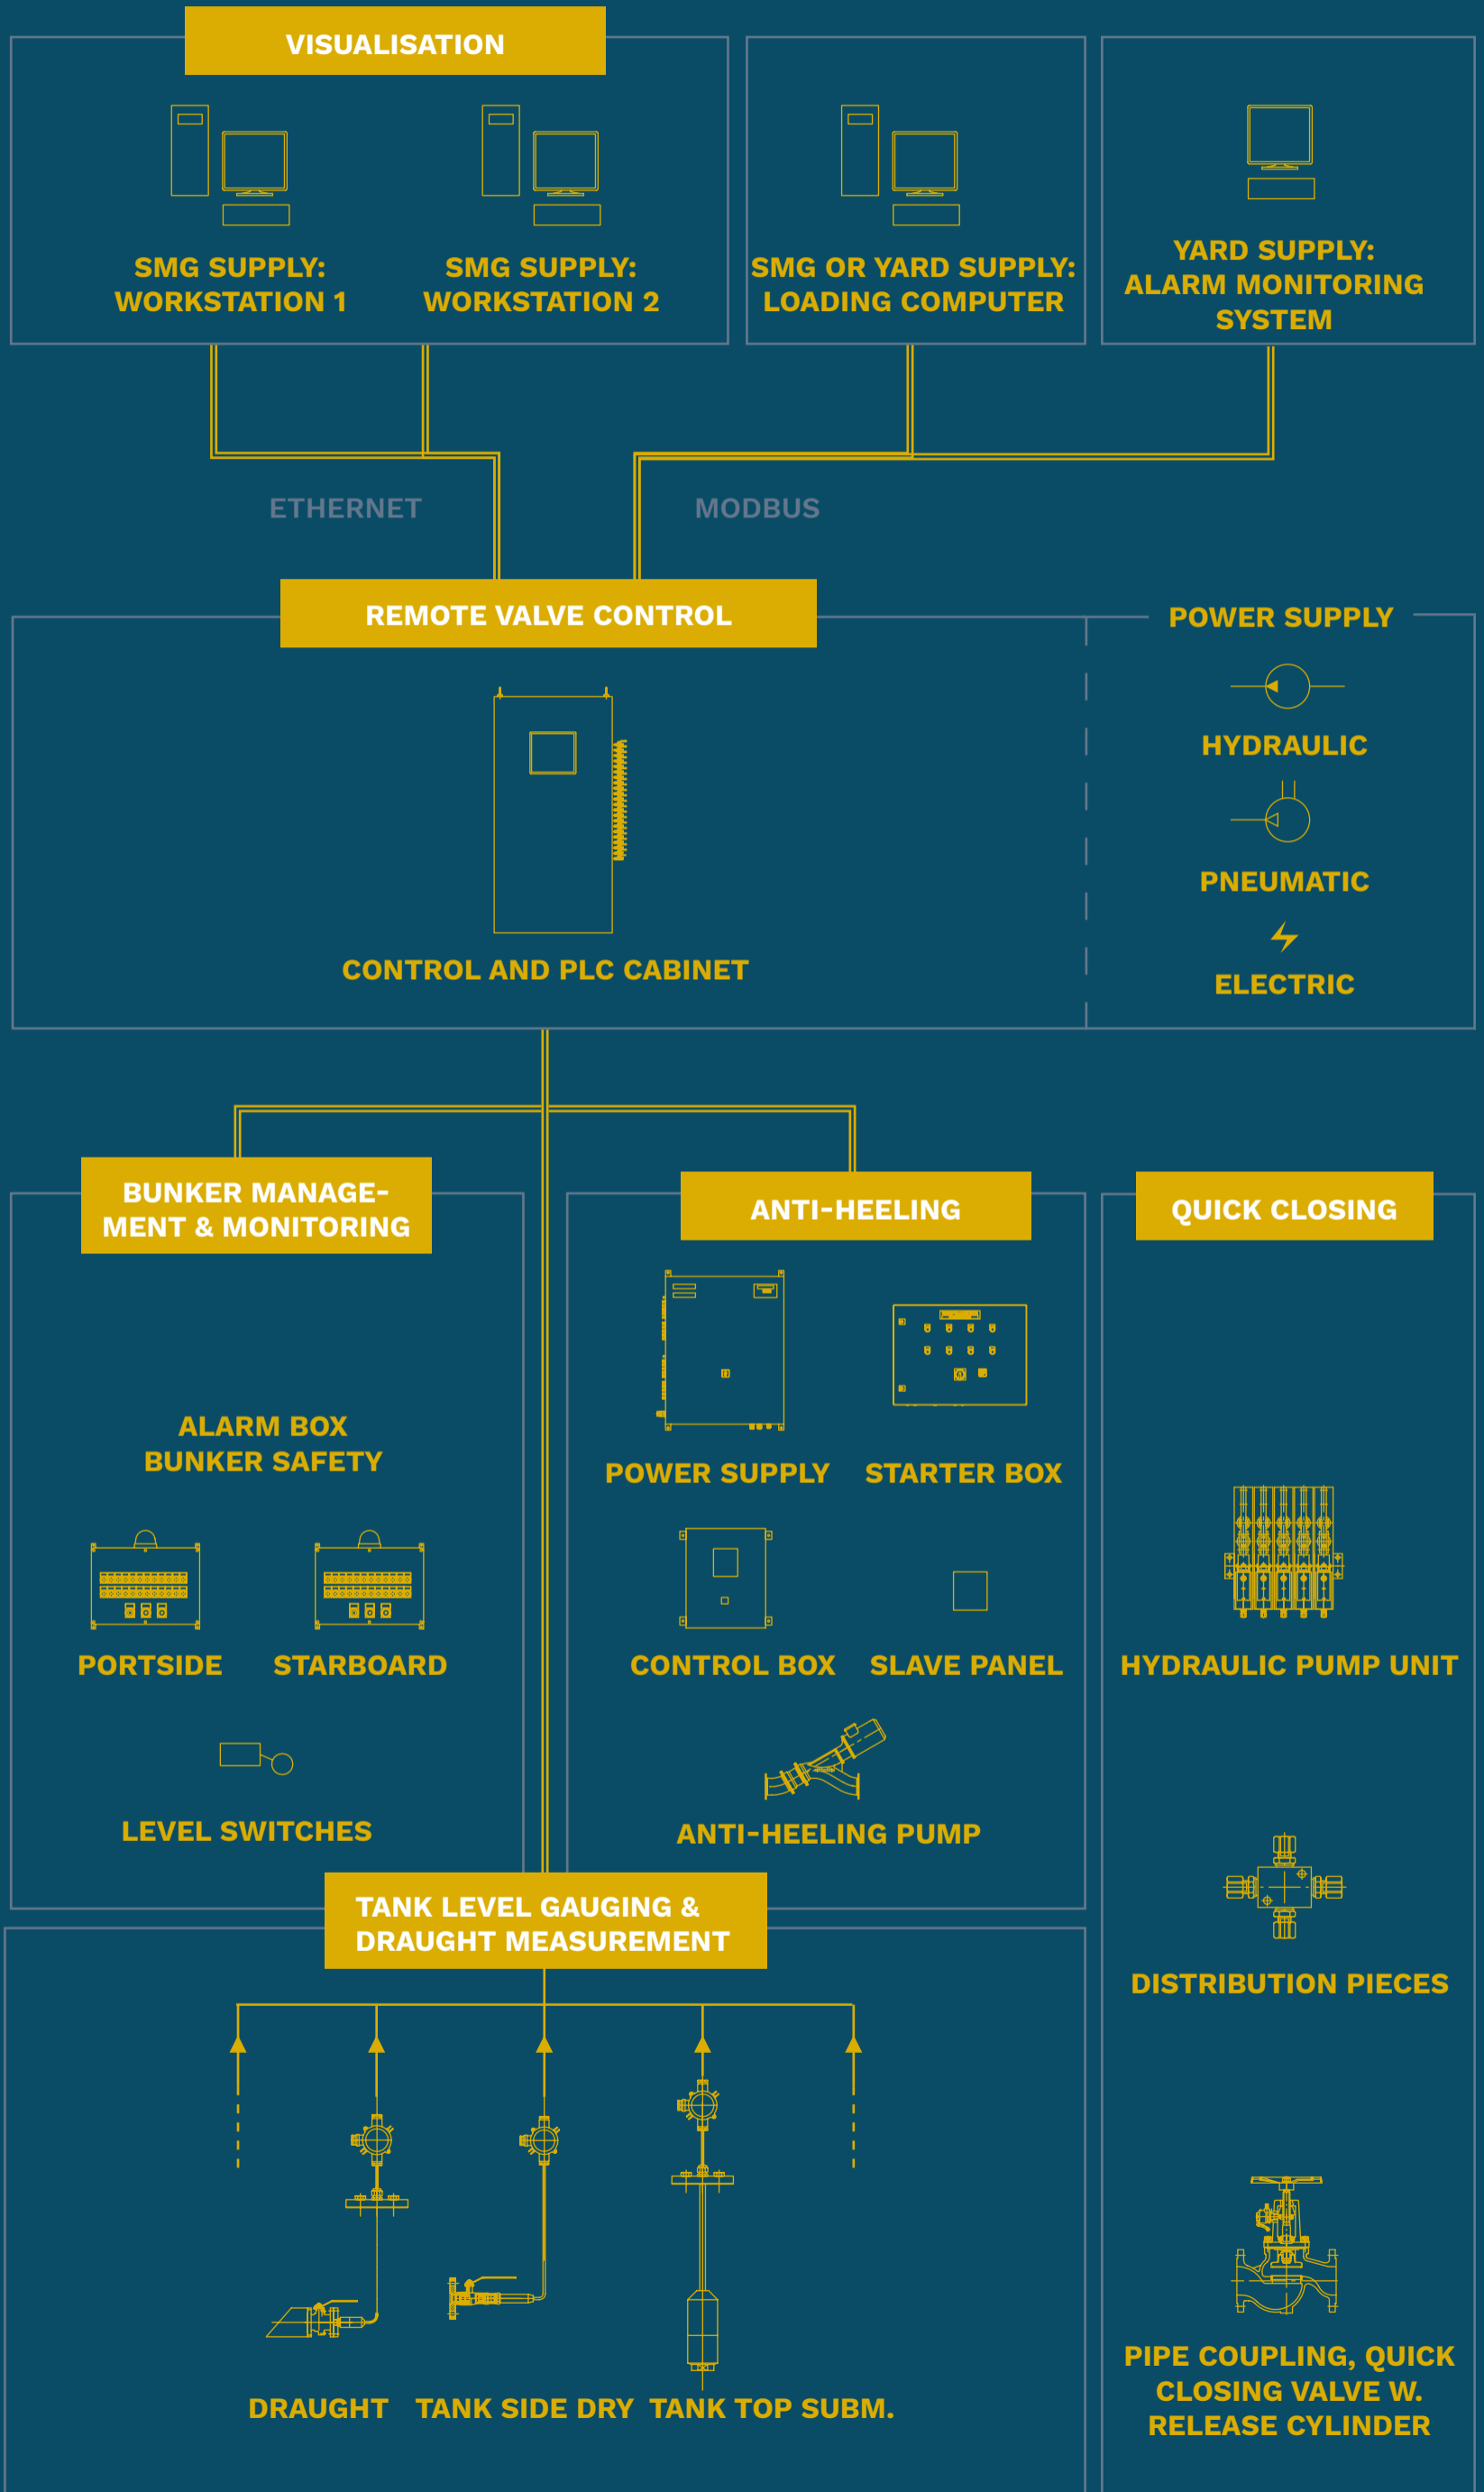 VISUALISATION
SMG SUPPLY:
WORKSTATION 1
SMG SUPPLY:
WORKSTATION 2
SMG OR YARD SUPPLY:
LOADING COMPUTER
YARD SUPPLY:
ALARM MONITORING
SYSTEM
ETHERNET
MODBUS
REMOTE VALVE CONTROL
CONTROL AND PLC CABINET
POWER SUPPLY
HYDRAULIC
PNEUMATIC
ELECTRIC
BUNKER MANAGE-
MENT & MONITORING
ALARM BOX
BUNKER SAFETY
PORTSIDE
STARBOARD
LEVEL SWITCHES
ANTI-HEELING
POWER SUPPLY
STARTER BOX
CONTROL BOX
SLAVE PANEL
ANTI-HEELING PUMP
QUICK CLOSING
HYDRAULIC PUMP UNIT
DISTRIBUTION PIECES
PIPE COUPLING, QUICK
CLOSING VALVE W.
RELEASE CYLINDER
TANK LEVEL GAUGING &
DRAUGHT MEASUREMENT
DRAUGHT
TANK SIDE DRY
TANK TOP SUBM.